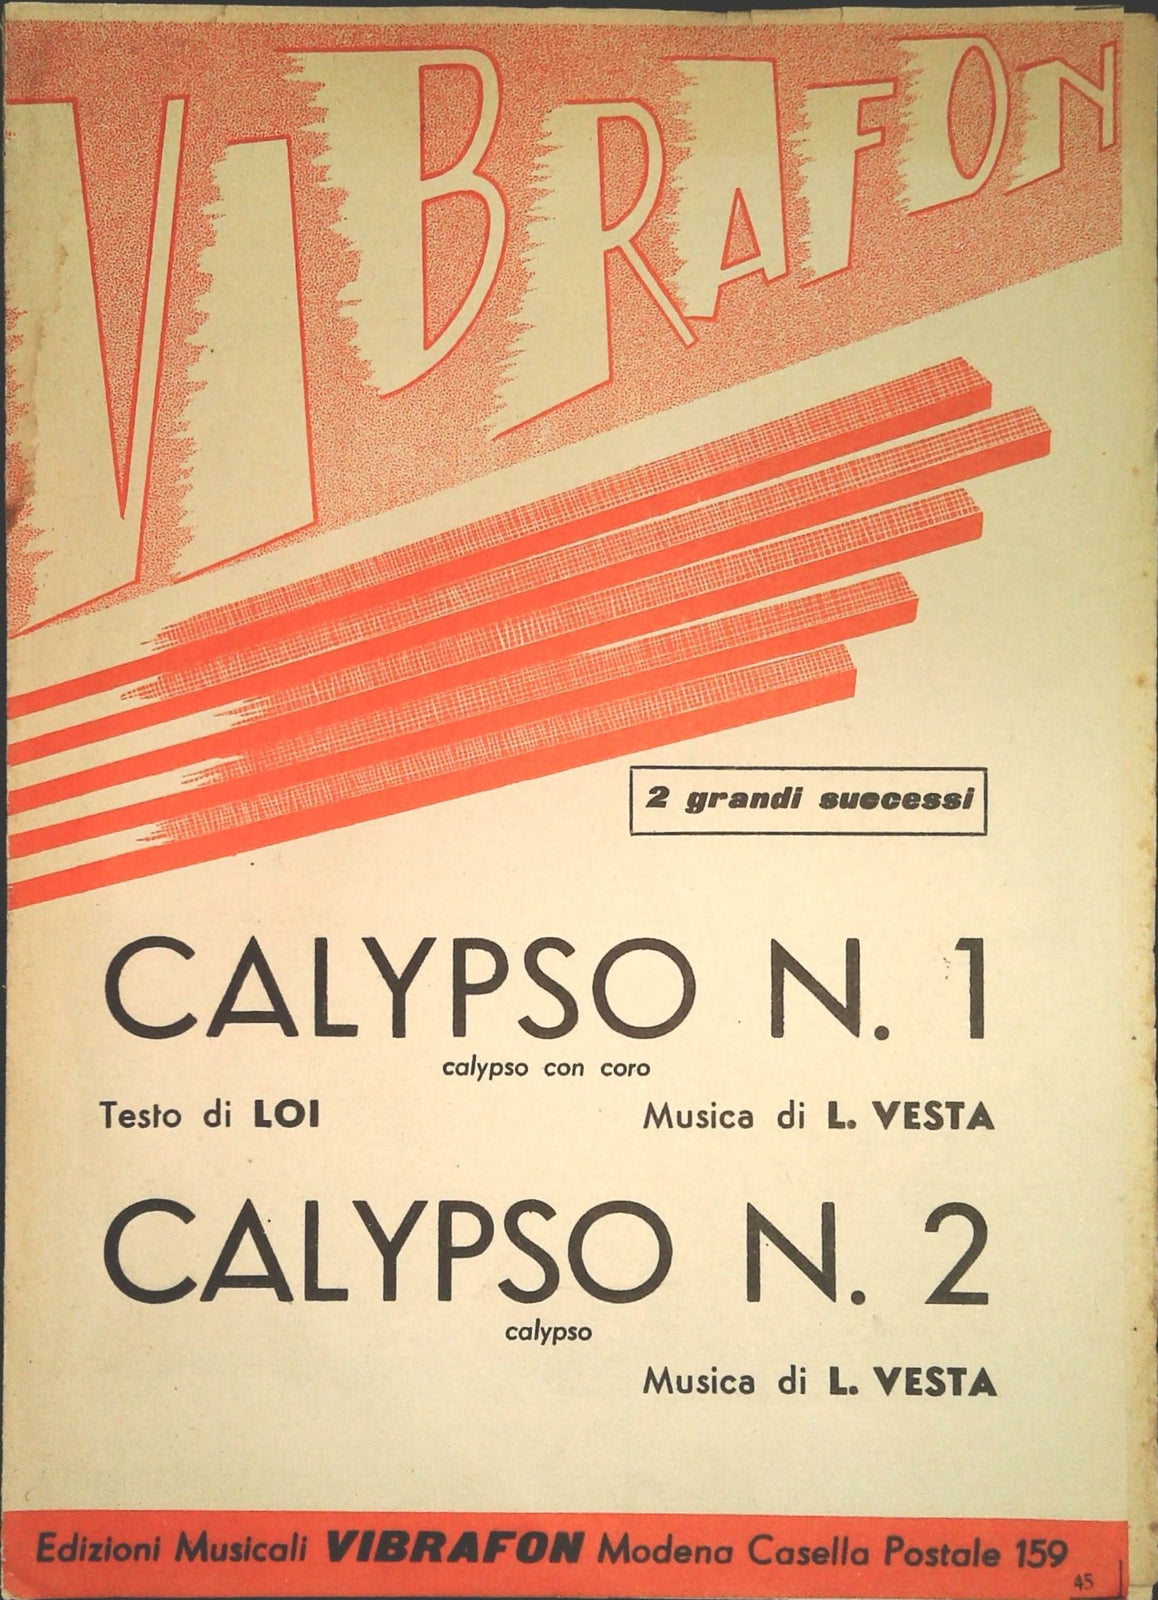 VIBRAFON
2 grandi successi
CALYPSO N. 1
calypso con coro
Testo di LOI Musica di L. VESTA
CALYPSO N. 2
calypso
Musica di L. VESTA
Edizioni Musicali VIBRAFON Modena Casella Postale 159
45